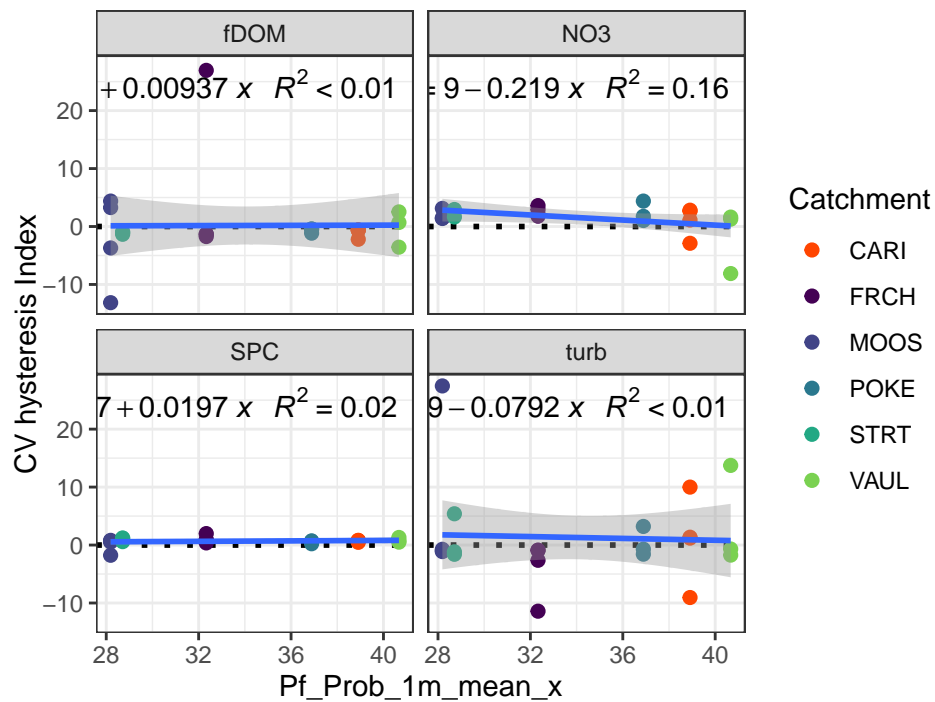 fDOM NO3
+ 0.00937 x R² < 0.01
9 − 0.219 x R² = 0.16
20
10
0
−10
SPC turb
7 + 0.0197 x R² = 0.02
9 − 0.0792 x R² < 0.01
20
10
0
−10
28 32 36 40 28 32 36 40
Pf_Prob_1m_mean_x
CV hysteresis Index
Catchment
CARI
FRCH
MOOS
POKE
STRT
VAUL